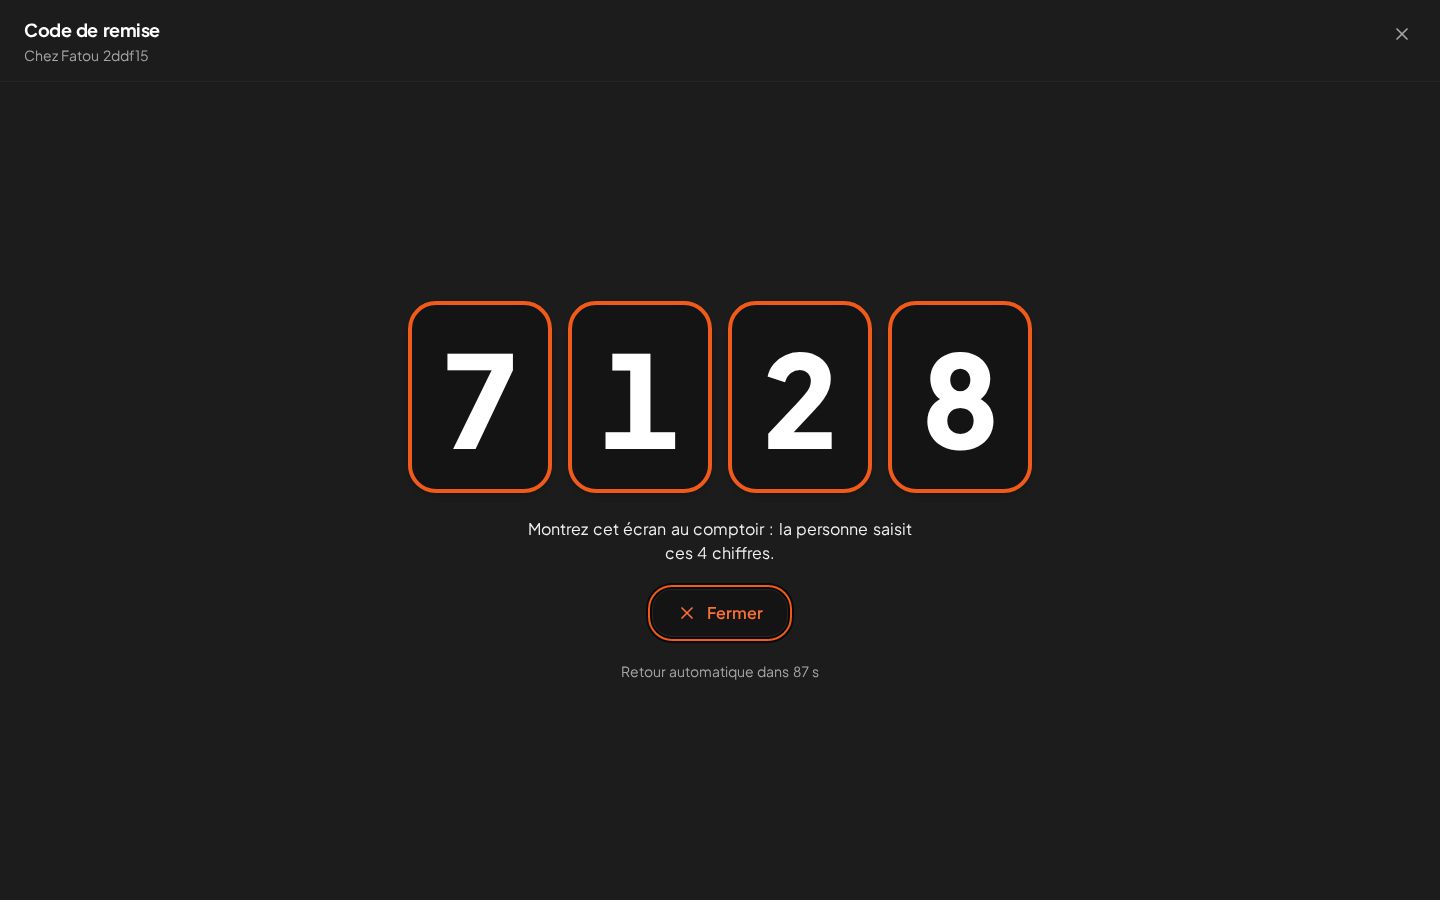 Code de remise
Chez Fatou 2ddf15
7 1 2 8
Montrez cet écran au comptoir : la personne saisit
ces 4 chiffres.
Fermer
Retour automatique dans 87 s